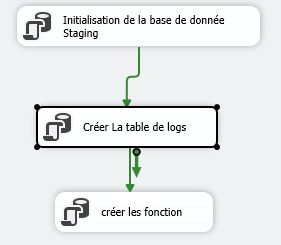 Initialisation de la base de donnée
Staging
Créer La table de logs
créer les fonction